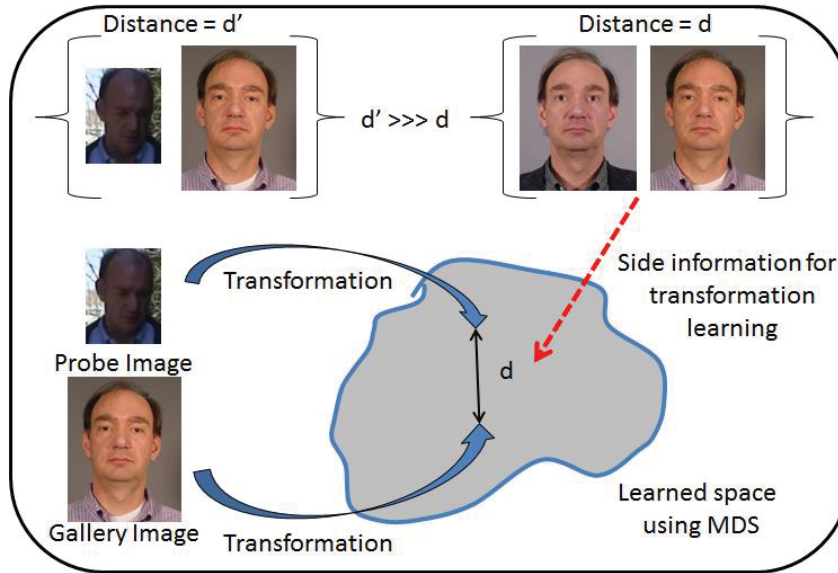 Distance = d’
Distance = d
d’ >>> d
Transformation
Side information for
transformation
learning
Probe Image
d
Learned space
using MDS
Gallery Image
Transformation